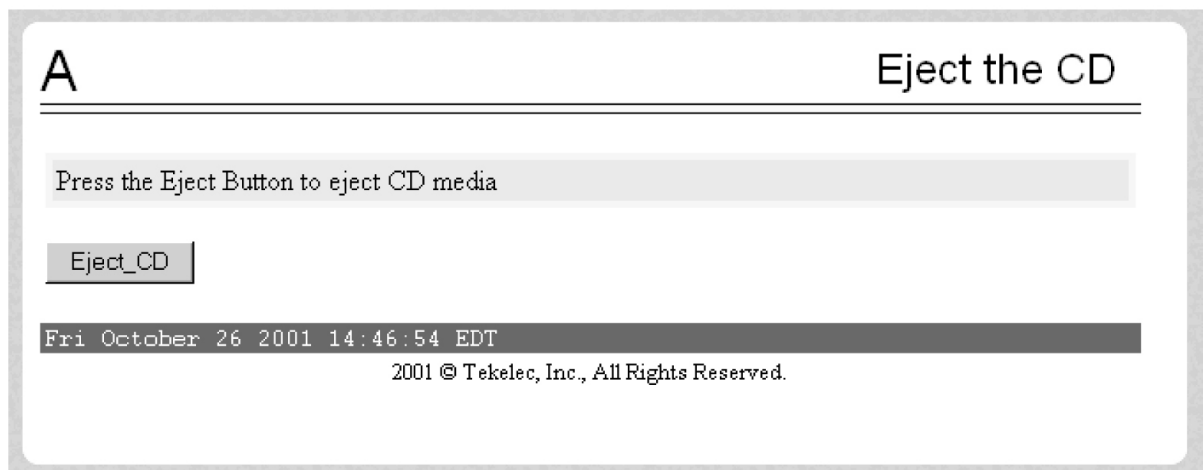 A Eject the CD
Press the Eject Button to eject CD media
Eject_CD
Fri October 26 2001 14:46:54 EDT
2001 © Tekelec, Inc., All Rights Reserved.